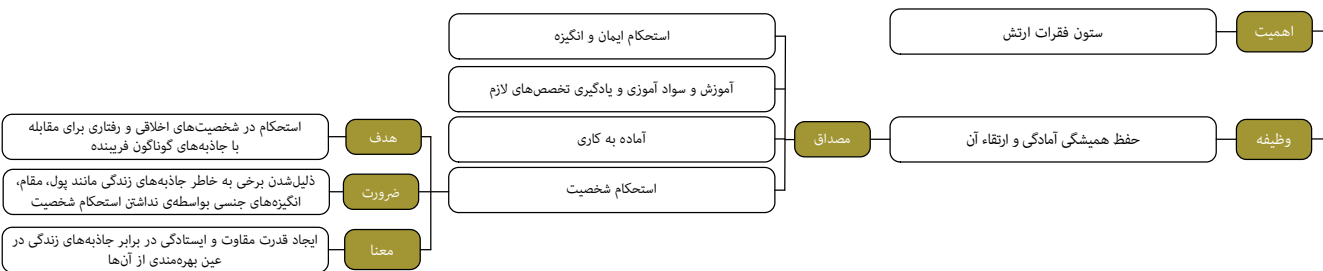 اهمیت
ستون فقرات ارتش
وظیفه
حفظ همیشگی آمادگی و ارتقاء آن
مصداق
استحکام ایمان و انگیزه
آموزش و سواد آموزی و یادگیری تخصص‌های لازم
آماده به کاری
استحکام شخصیت
هدف
استحکام در شخصیت‌های اخلاقی و رفتاری برای مقابله
با جاذبه‌های گوناگون فریبنده
ضرورت
ذلیل‌شدن برخی به خاطر جاذبه‌های زندگی مانند پول، مقام،
انگیزه‌های جنسی بواسطه‌ی نداشتن استحکام شخصیت
معنا
ایجاد قدرت مقاوت و ایستادگی در برابر جاذبه‌های زندگی در
عین بهره‌مندی از آن‌ها